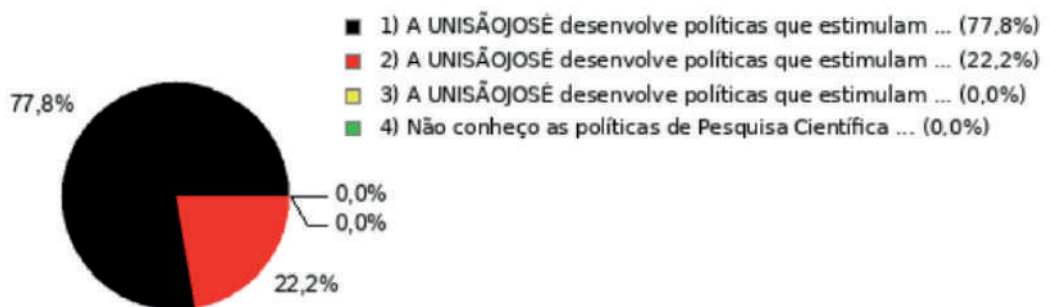 1) A UNISÃOJOSÉ desenvolve políticas que estimulam ... (77,8%)
2) A UNISÃOJOSÉ desenvolve políticas que estimulam ... (22,2%)
3) A UNISÃOJOSÉ desenvolve políticas que estimulam ... (0,0%)
4) Não conheço as políticas de Pesquisa Científica ... (0,0%)
77,8%
0,0%
0,0%
22,2%